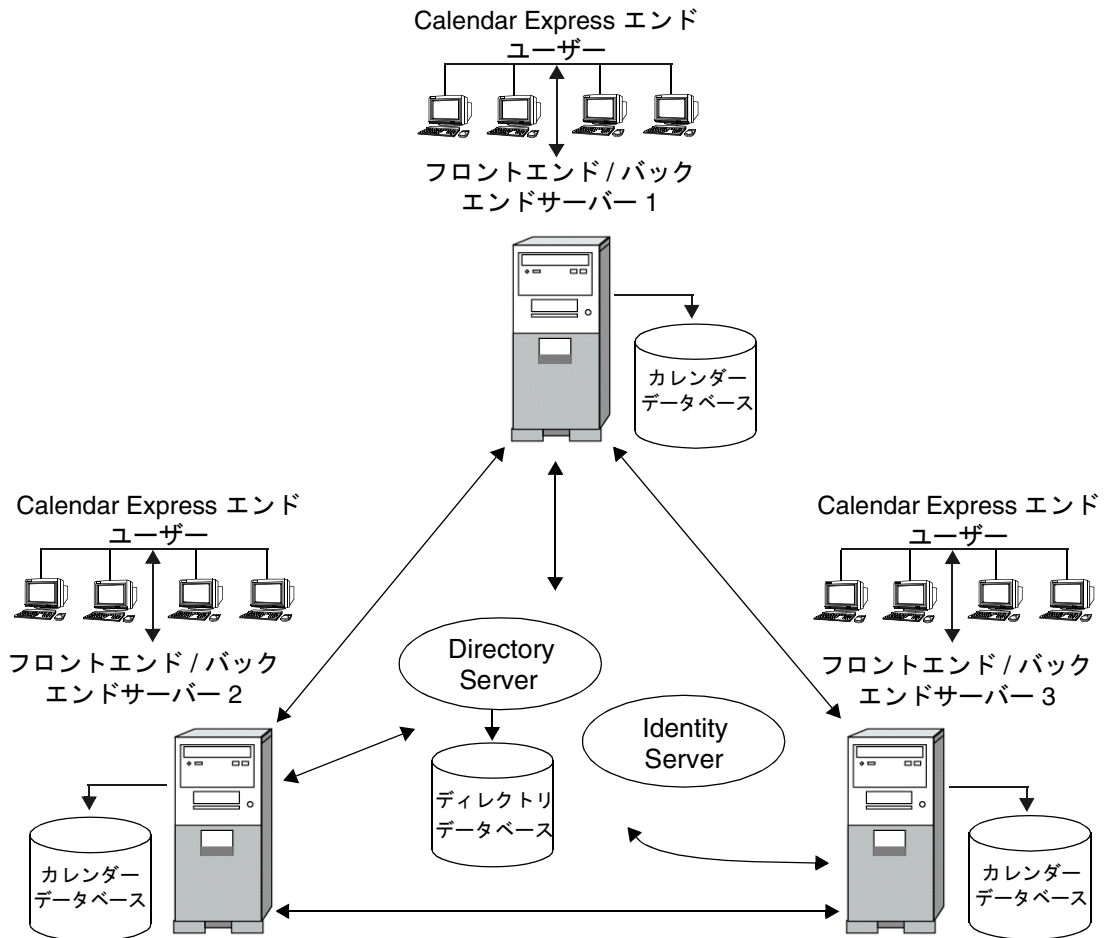 Calendar Express エンド
ユーザー
フロントエンド / バック
エンドサーバー 1
カレンダー
データベース
Calendar Express エンド
ユーザー
フロントエンド / バック
エンドサーバー 2
カレンダー
データベース
Directory
Server
ディレクトリ
データベース
Identity
Server
Calendar Express エンド
ユーザー
フロントエンド / バック
エンドサーバー 3
カレンダー
データベース